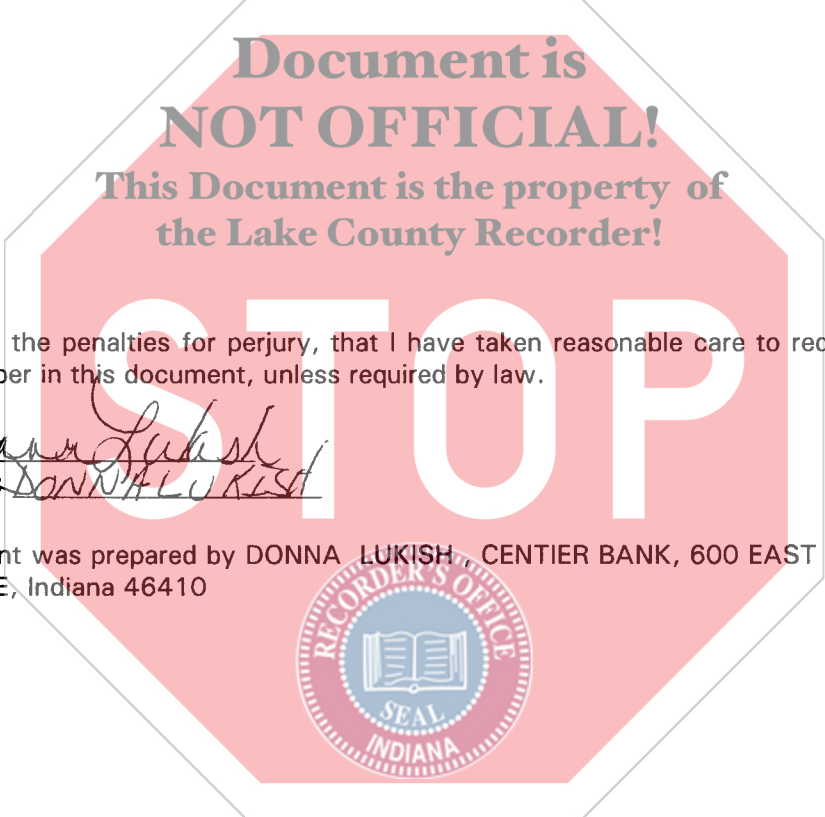 Document is
NOT OFFICIAL!
This Document is the property of
the Lake County Recorder!
STOP
the penalties for perjury, that I have taken reasonable care to rec
ber in this document, unless required by law.
Lukish
DONNA LUKISH
nt was prepared by DONNA LUKISH , CENTIER BANK, 600 EAST
E, Indiana 46410
RECORDER'S OFFICE
SEAL
INDIANA